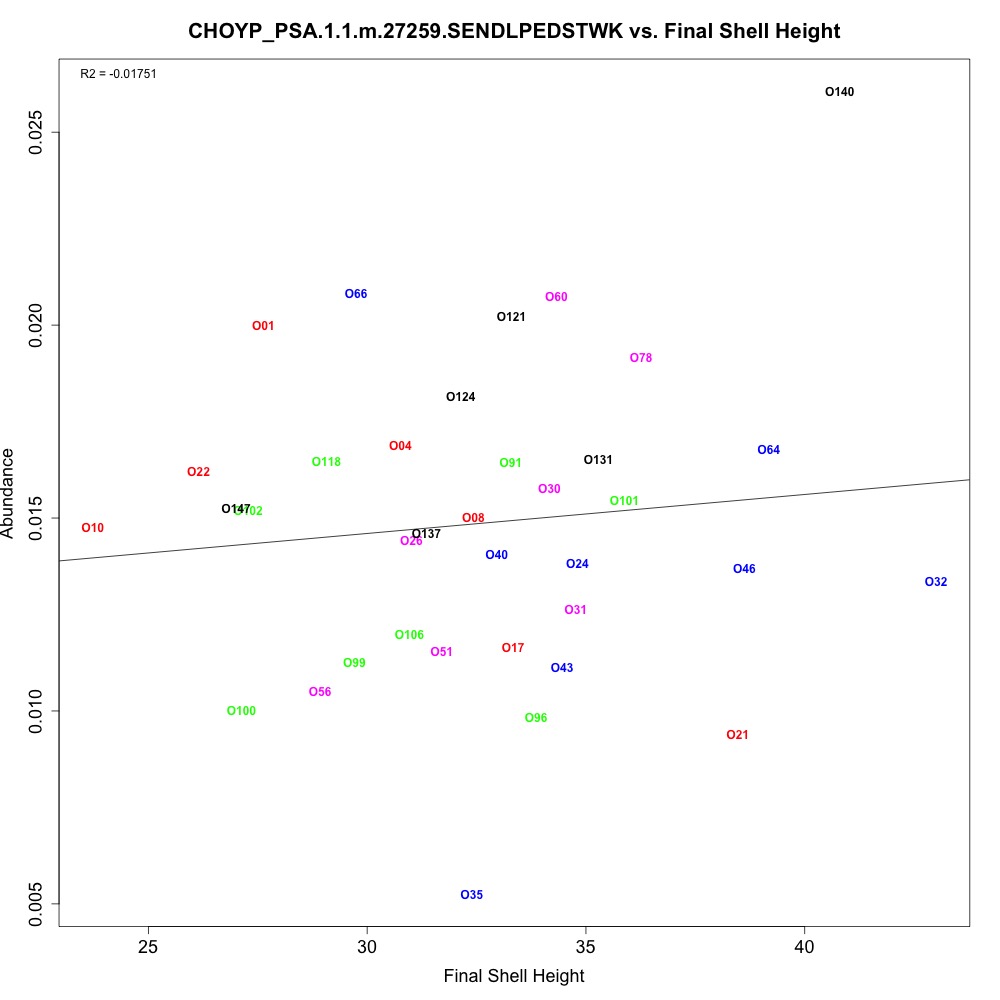 CHOYP_PSA.1.1.m.27259.SENDLPEDSTWK vs. Final Shell Height
R2 = -0.01751
O140
0.025
O66
O60
O01
O121
0.020
O78
O124
O04
O64
O118
O91
O131
O22
O30
O101
O147
O102
O08
0.015
O10
O137
O26
O40
O24
O46
O32
O31
O106
O17
O51
O99
O43
O56
O100
0.010
O96
O21
O35
0.005
Abundance
25
30
35
40
Final Shell Height